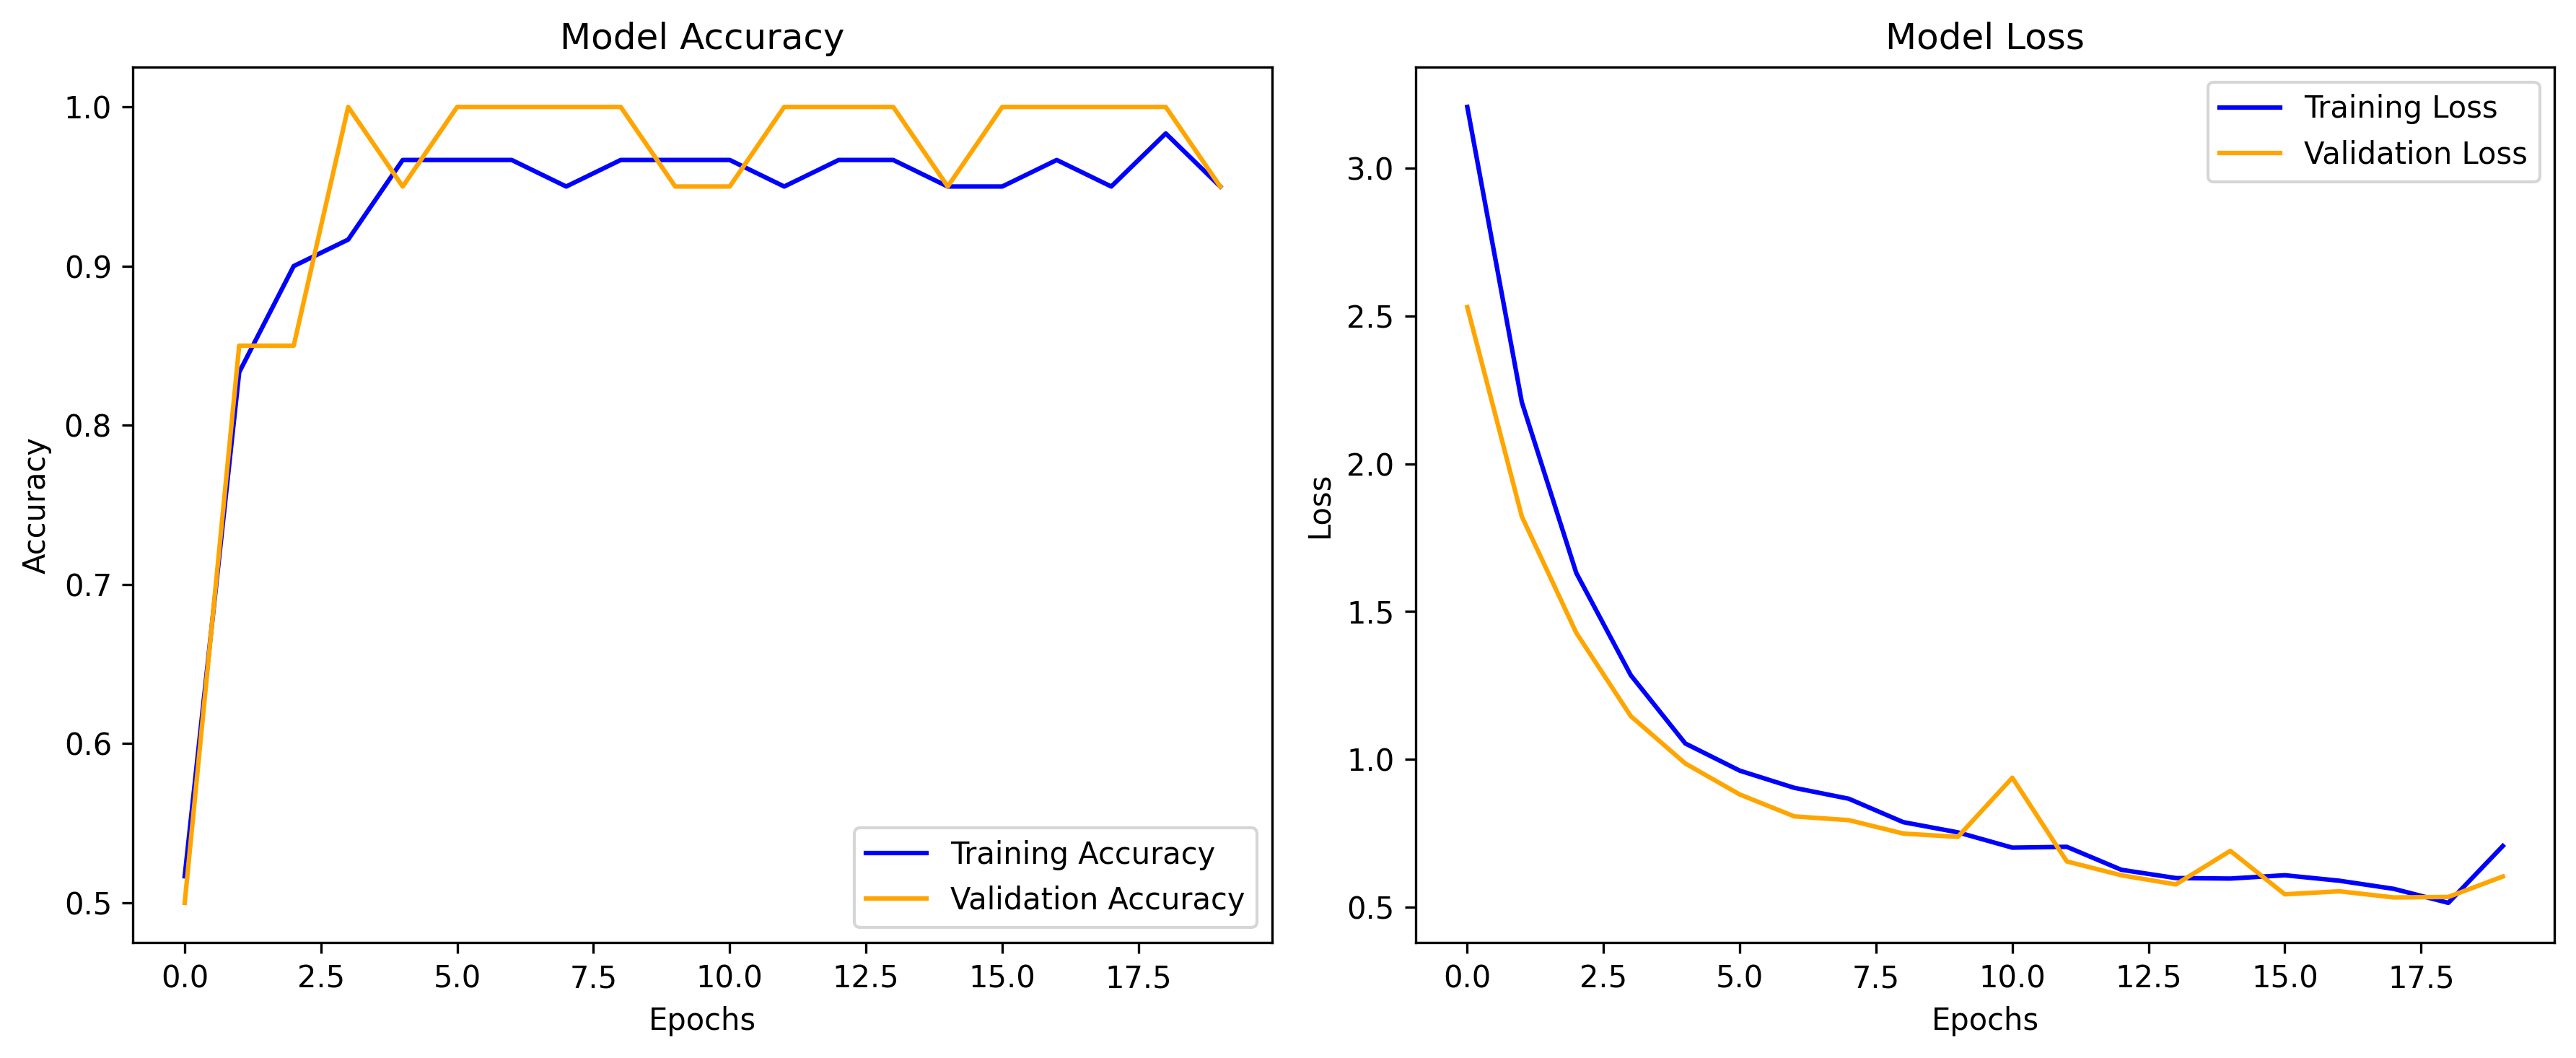 Model Accuracy
1.0
0.9
0.8
0.7
0.6
0.5
Accuracy
Training Accuracy
Validation Accuracy
0.0 2.5 5.0 7.5 10.0 12.5 15.0 17.5
Epochs
Model Loss
Training Loss
Validation Loss
3.0
2.5
2.0
1.5
1.0
0.5
Loss
0.0 2.5 5.0 7.5 10.0 12.5 15.0 17.5
Epochs